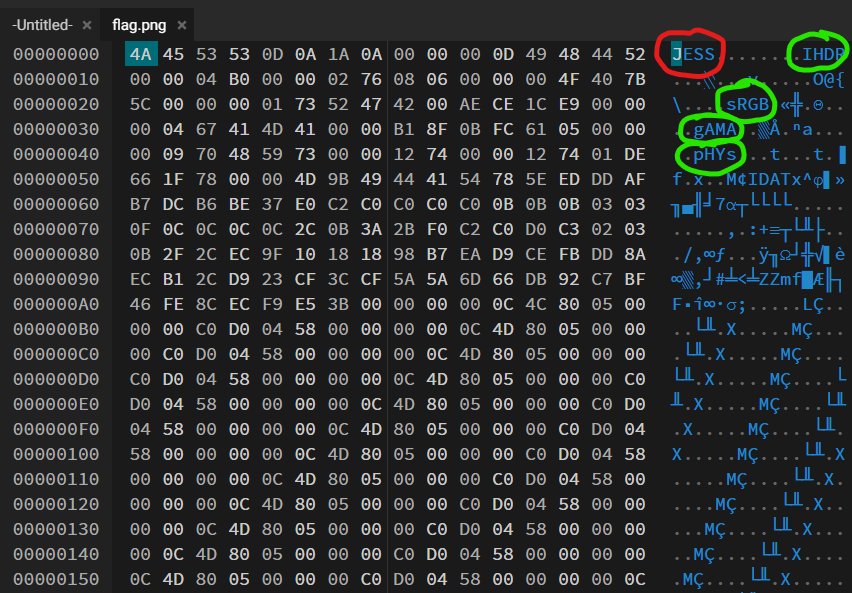 -Untitled- × flag.png ×
00000000 4A 45 53 53 0D 0A 1A 0A 00 00 00 0D 49 48 44 52 JESS........IHDR
00000010 00 00 04 B0 00 00 02 76 08 06 00 00 00 4F 40 7B ...░...v.....O@{
00000020 5C 00 00 00 01 73 52 47 42 00 AE CE 1C E9 00 00 \....sRGB.«╬.Θ..
00000030 00 04 67 41 4D 41 00 00 B1 8F 0B FC 61 05 00 00 ..gAMA..▒Å.ⁿa...
00000040 00 09 70 48 59 73 00 00 12 74 00 00 12 74 01 DE ..pHYs...t...t.▐
00000050 66 1F 78 00 00 4D 9B 49 44 41 54 78 5E ED DD AF f.x..M¢IDATx^φ▌»
00000060 B7 DC B6 BE 37 E0 C2 C0 C0 C0 C0 0B 0B 0B 03 03 ╖▄╢╛7α┬└└└└.....
00000070 0F 0C 0C 0C 0C 2C 0B 3A 2B F0 C2 C0 D0 C3 02 03 .....,.:+≡┬└╨├..
00000080 0B 2F 2C EC 9F 10 18 18 98 B7 EA D9 CE FB DD 8A ./,∞ƒ...ÿ╖Ω┘╬√▌è
00000090 EC B1 2C D9 23 CF 3C CF 5A 5A 6D 66 DB 92 C7 BF ∞▒,┘#╧<╧ZZmf█Æ╟┐
000000A0 46 FE 8C EC F9 E5 3B 00 00 00 00 0C 4C 80 05 00 F■î∞∙σ;.....LÇ..
000000B0 00 00 C0 D0 04 58 00 00 00 00 0C 4D 80 05 00 00 ..└╨.X.....MÇ...
000000C0 00 C0 D0 04 58 00 00 00 00 0C 4D 80 05 00 00 00 .└╨.X.....MÇ....
000000D0 C0 D0 04 58 00 00 00 00 0C 4D 80 05 00 00 00 C0 └╨.X.....MÇ....└
000000E0 D0 04 58 00 00 00 00 0C 4D 80 05 00 00 00 C0 D0 ╨.X.....MÇ....└╨
000000F0 04 58 00 00 00 00 0C 4D 80 05 00 00 00 C0 D0 04 .X.....MÇ....└╨.
00000100 58 00 00 00 00 0C 4D 80 05 00 00 00 C0 D0 04 58 X.....MÇ....└╨.X
00000110 00 00 00 00 0C 4D 80 05 00 00 00 C0 D0 04 58 00 .....MÇ....└╨.X.
00000120 00 00 00 0C 4D 80 05 00 00 00 C0 D0 04 58 00 00 ....MÇ....└╨.X..
00000130 00 00 0C 4D 80 05 00 00 00 C0 D0 04 58 00 00 00 ...MÇ....└╨.X...
00000140 00 0C 4D 80 05 00 00 00 C0 D0 04 58 00 00 00 00 ..MÇ....└╨.X....
00000150 0C 4D 80 05 00 00 00 C0 D0 04 58 00 00 00 00 0C .MÇ....└╨.X.....